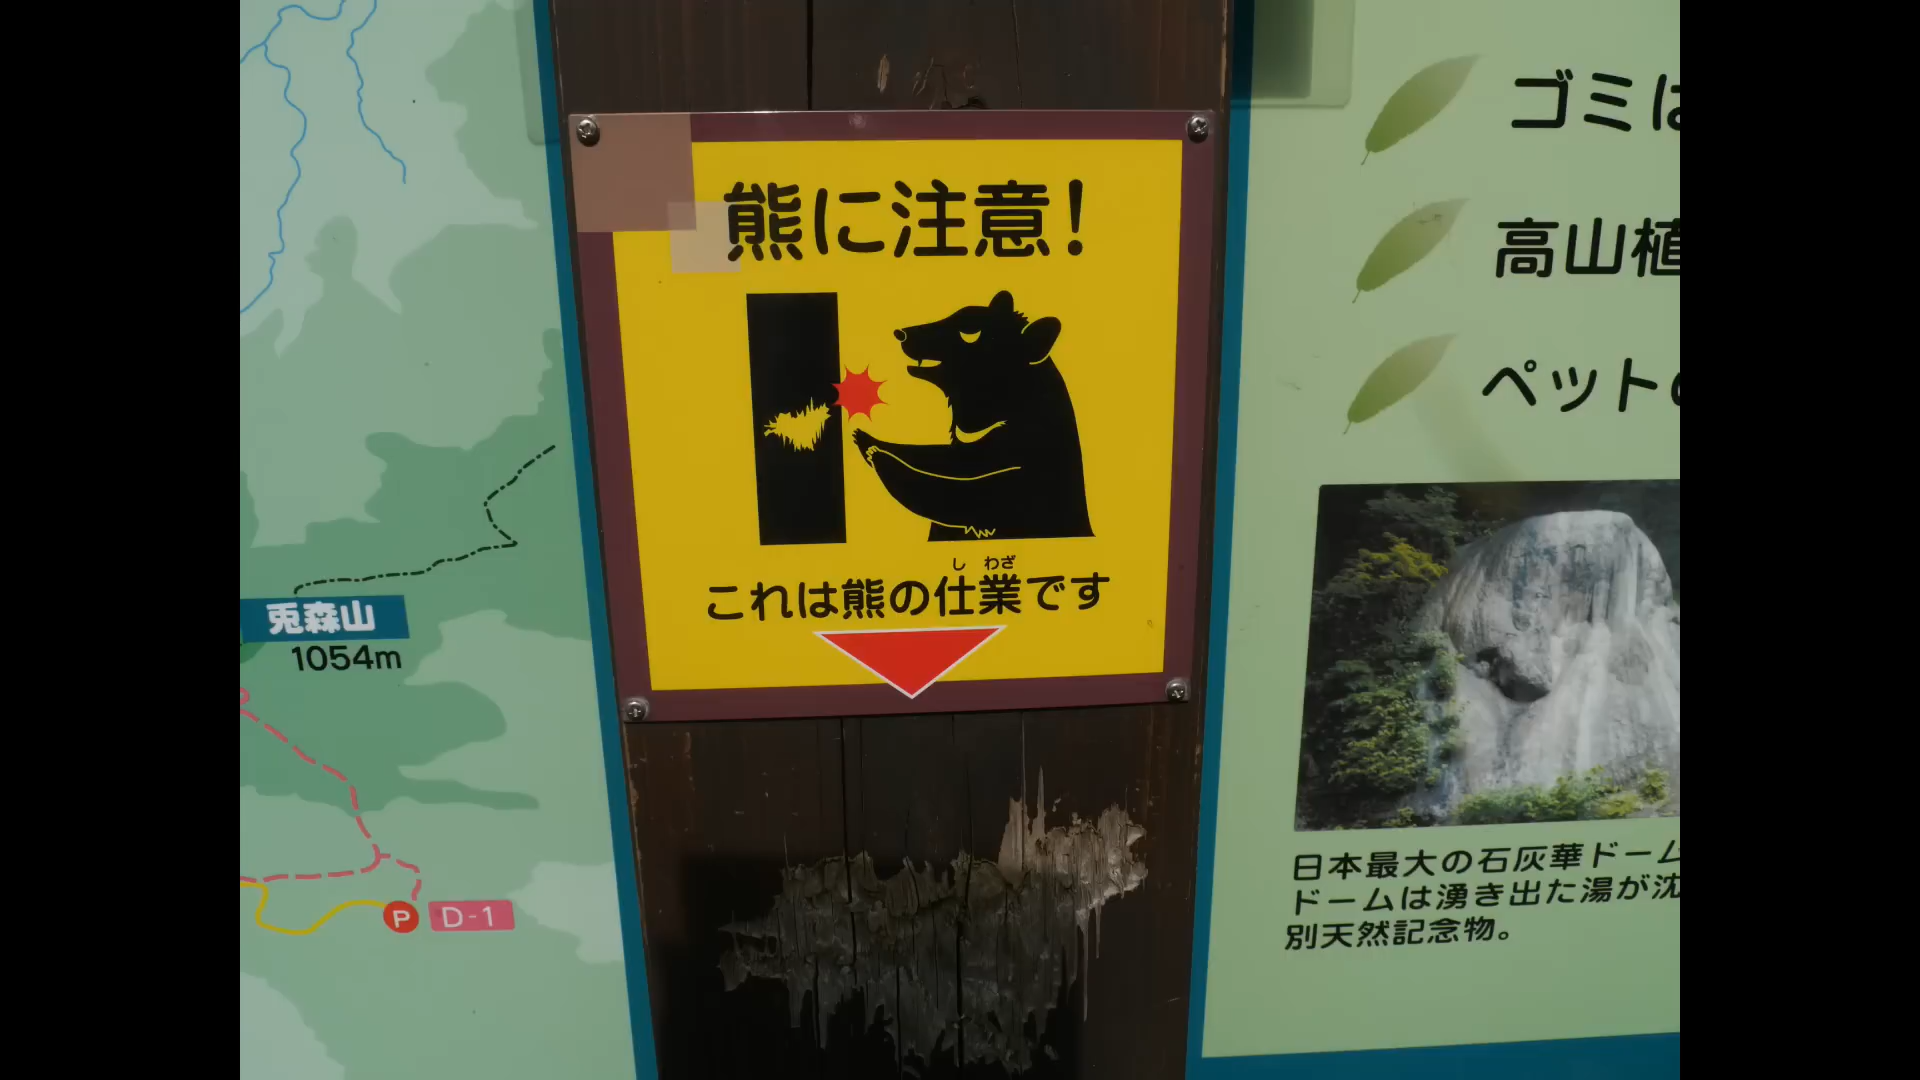 熊に注意!
し わざ
これは熊の仕業です
兎森山
1054m
P D-1
ゴミは
高山植
ペットの
日本最大の石灰華ドーム
ドームは湧き出た湯が沈
別天然記念物。